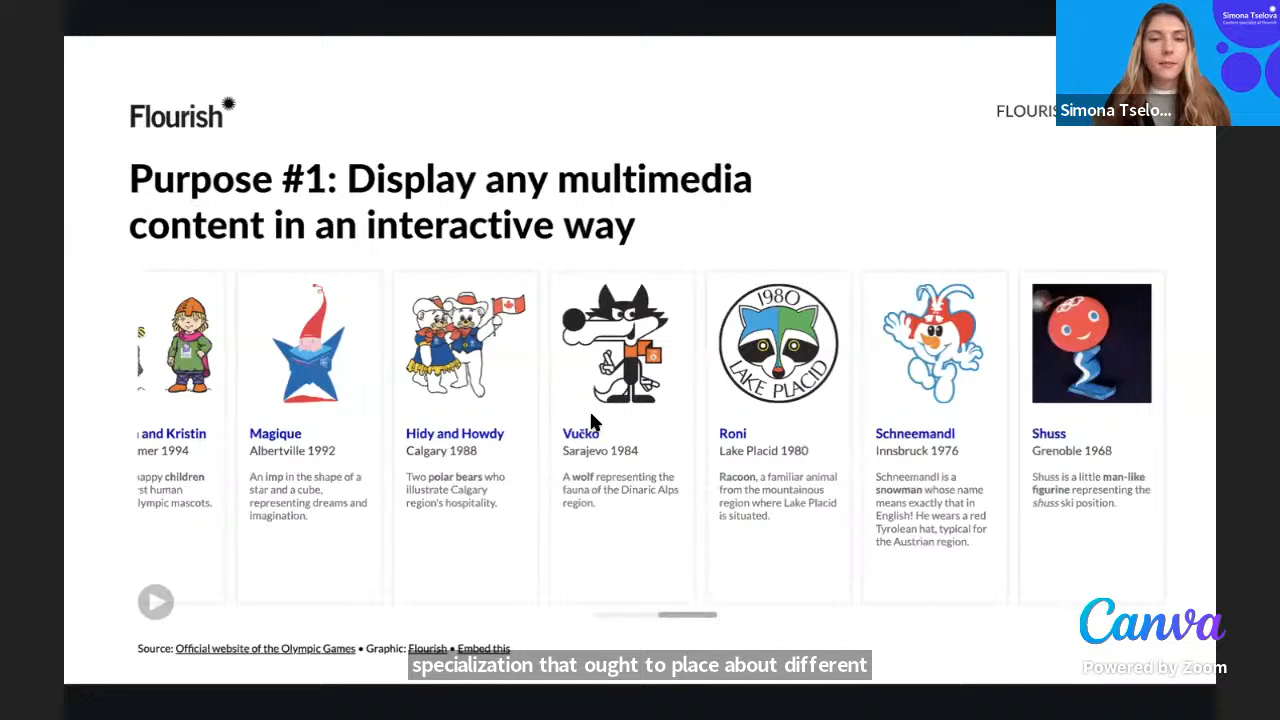 Simona Tselova
Flourish
Simona Tselo...
Purpose #1: Display any multimedia
content in an interactive way
1980
LAKE PLACID
and Kristin
1994
children
human
mascots.
Magique
Albertville 1992
An imp in the shape of a
star and a cube,
representing dreams and
imagination.
Hidy and Howdy
Calgary 1988
Two polar bears who
illustrate Calgary
region's hospitality.
Vučko
Sarajevo 1984
A wolf representing the
fauna of the Dinaric Alps
region.
Roni
Lake Placid 1980
Racoon, a familiar animal
from the mountainous
region where Lake Placid
is situated.
Schneemandl
Innsbruck 1976
Schneemandl is a
snowman whose name
means exactly that in
English! He wears a red
Tyrolean hat, typical for
the Austrian region.
Shuss
Grenoble 1968
Shuss is a little man-like
figurine representing the
shuss ski position.
Source: Official website of the Olympic Games • Graphic: Flourish • Embed this
specialization that ought to place about different
Canva
Powered by Zoom